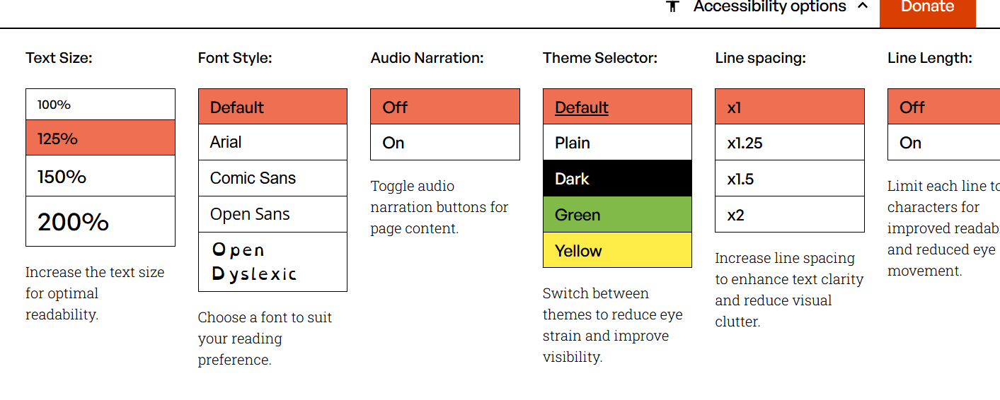 Accessibility options
Donate
Text Size:
100%
125%
150%
200%
Increase the text size
for optimal
readability.
Font Style:
Default
Arial
Comic Sans
Open Sans
Open
Dyslexic
Choose a font to suit
your reading
preference.
Audio Narration:
Off
On
Toggle audio
narration buttons for
page content.
Theme Selector:
Default
Plain
Dark
Green
Yellow
Switch between
themes to reduce eye
strain and improve
visibility.
Line spacing:
x1
x1.25
x1.5
x2
Increase line spacing
to enhance text clarity
and reduce visual
clutter.
Line Length:
Off
On
Limit each line
characters for
improved
and reduced eye
movement.